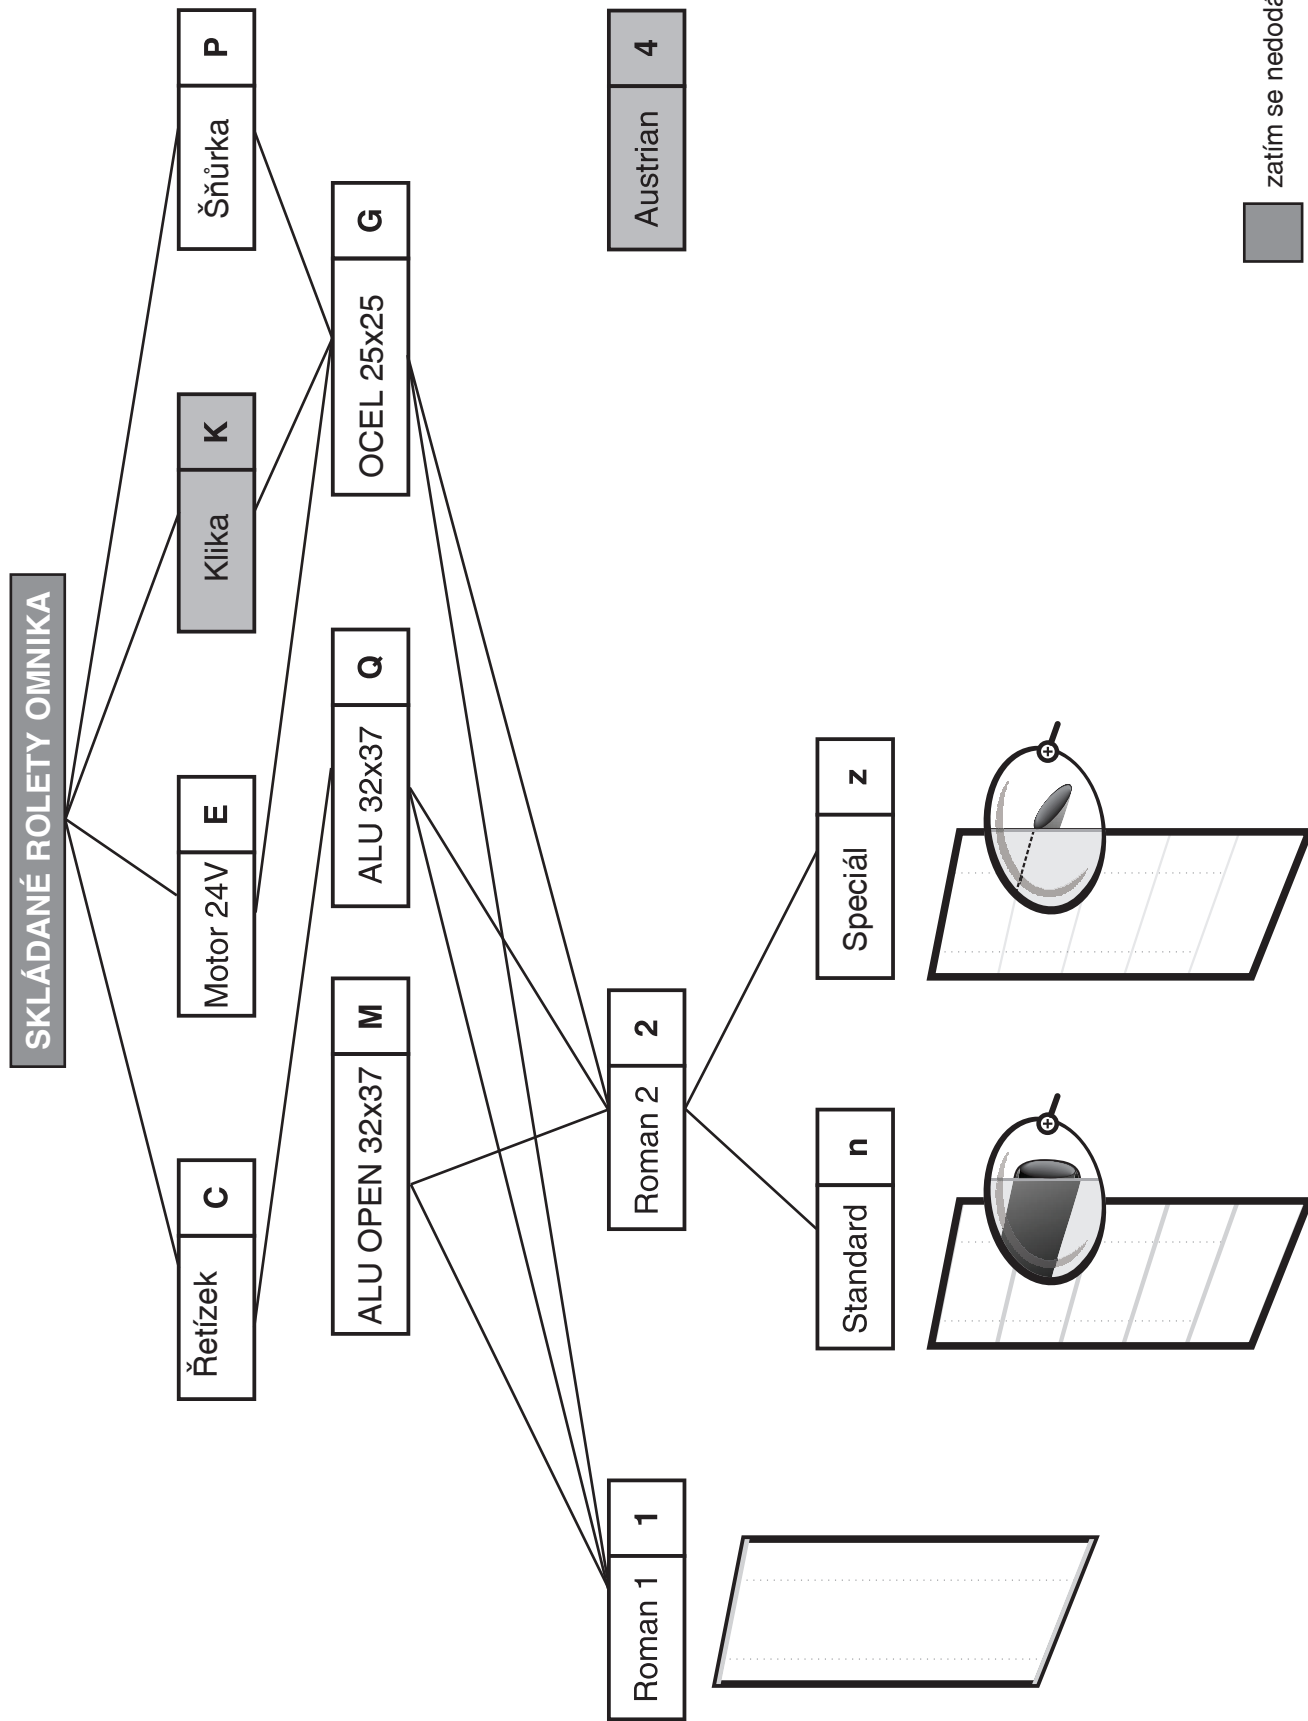 SKLÁDANÉ ROLETY OMNIKA
Řetízek C
Motor 24V E
Klika K
Šňůrka P
ALU OPEN 32x37 M
ALU 32x37 Q
OCEL 25x25 G
Roman 1 1
Roman 2 2
Austrian 4
Standard n
Speciál z
zatím se